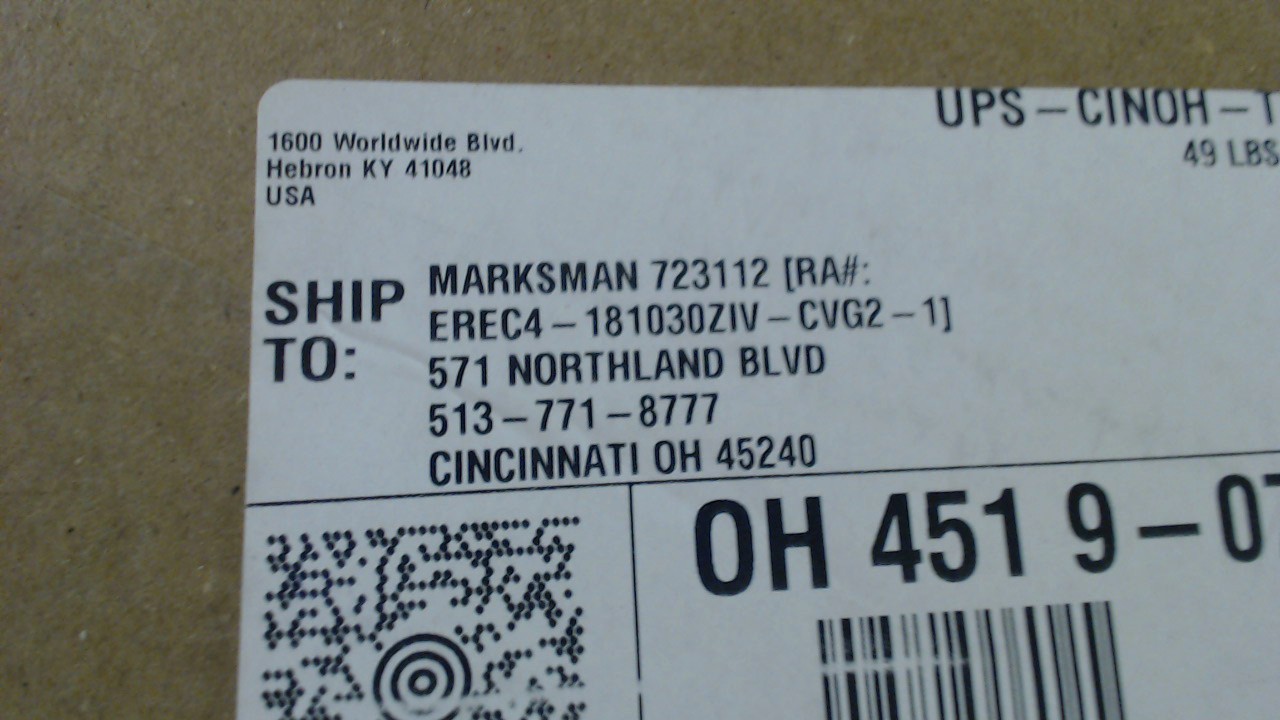 UPS – CINOH – T
49 LBS
1600 Worldwide Blvd.
Hebron KY 41048
USA
SHIP TO:
MARKSMAN 723112 [RA#:
EREC4 – 181030ZIV – CVG2 – 1]
571 NORTHLAND BLVD
513 – 771 – 8777
CINCINNATI OH 45240
OH 451 9 – 0